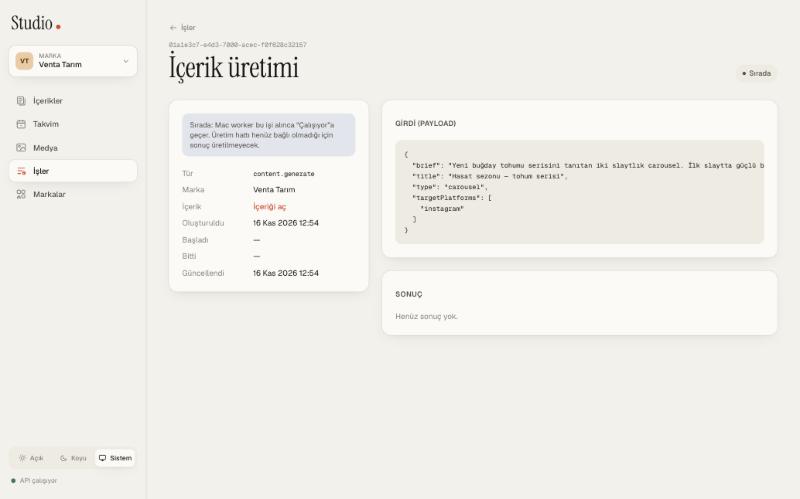 Studio
MARKA
VT
Venta Tarım
İçerikler
Takvim
Medya
İşler
Markalar
Açık
Koyu
Sistem
API çalışıyor
← İşler
01a1e3c7-e4d3-7000-acec-f0f628c32157
İçerik üretimi
Sırada
Sırada: Mac worker bu işi alınca "Çalışıyor"a
geçer. Üretim hattı henüz bağlı olmadığı için
sonuç üretilmeyecek.
Tür content.generate
Marka Venta Tarım
İçerik İçeriği aç
Oluşturuldu 16 Kas 2026 12:54
Başladı —
Bitti —
Güncellendi 16 Kas 2026 12:54
GİRDİ (PAYLOAD)
{
"brief": "Yeni buğday tohumu serisini tanıtan iki slaytlık carousel. İlk slaytta güçlü b
"title": "Hasat sezonu — tohum serisi",
"type": "carousel",
"targetPlatforms": [
"instagram"
]
}
SONUÇ
Henüz sonuç yok.